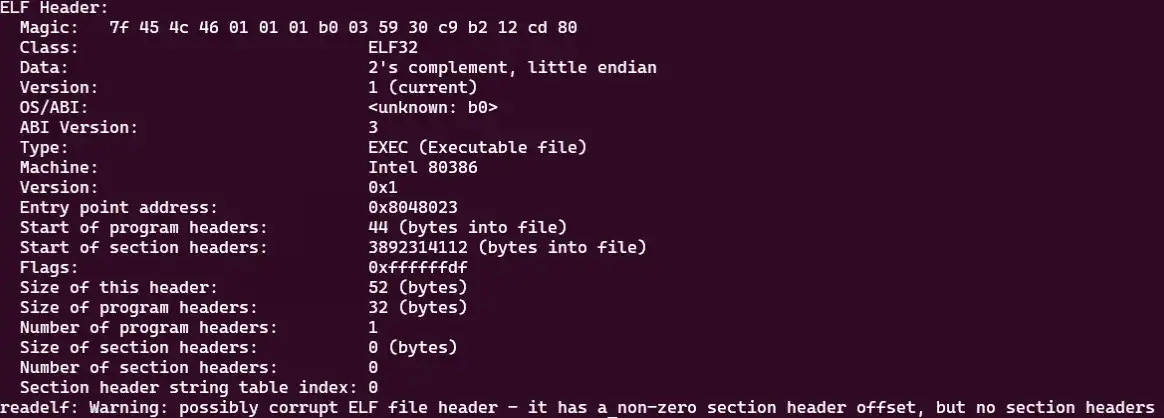 ELF Header:
  Magic:   7f 45 4c 46 01 01 01 b0 03 59 30 c9 b2 12 cd 80
  Class:                             ELF32
  Data:                              2's complement, little endian
  Version:                           1 (current)
  OS/ABI:                            <unknown: b0>
  ABI Version:                       3
  Type:                              EXEC (Executable file)
  Machine:                           Intel 80386
  Version:                           0x1
  Entry point address:               0x8048023
  Start of program headers:          44 (bytes into file)
  Start of section headers:          3892314112 (bytes into file)
  Flags:                             0xffffffdf
  Size of this header:               52 (bytes)
  Size of program headers:           32 (bytes)
  Number of program headers:         1
  Size of section headers:           0 (bytes)
  Number of section headers:         0
  Section header string table index: 0
readelf: Warning: possibly corrupt ELF file header - it has a non-zero section header offset, but no section headers